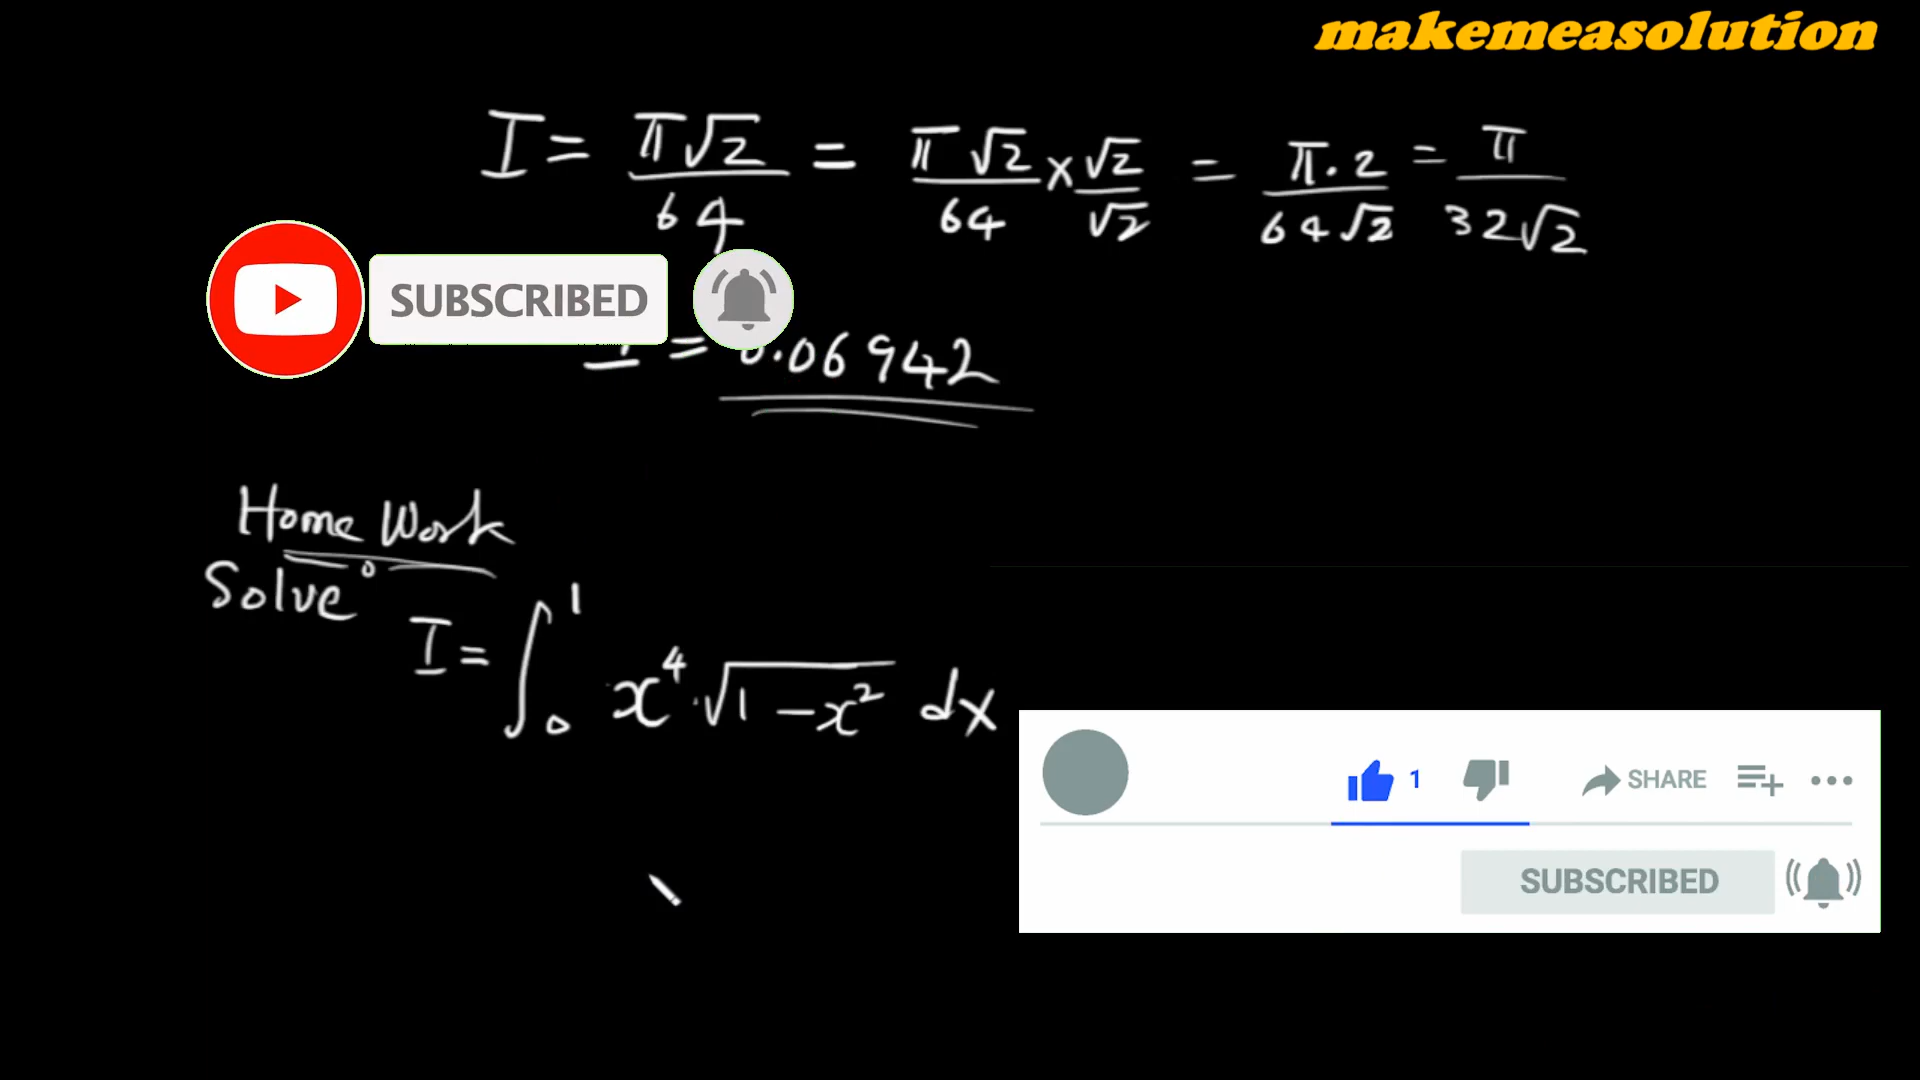 makemeasolution
I = π√2/64 = π√2/64 × √2/√2 = π.2/64√2 = π/32√2
SUBSCRIBED
I = 0.06942
Home Work
Solve:
I = ∫₀¹ x⁴.√1-x² dx
1 SHARE
SUBSCRIBED